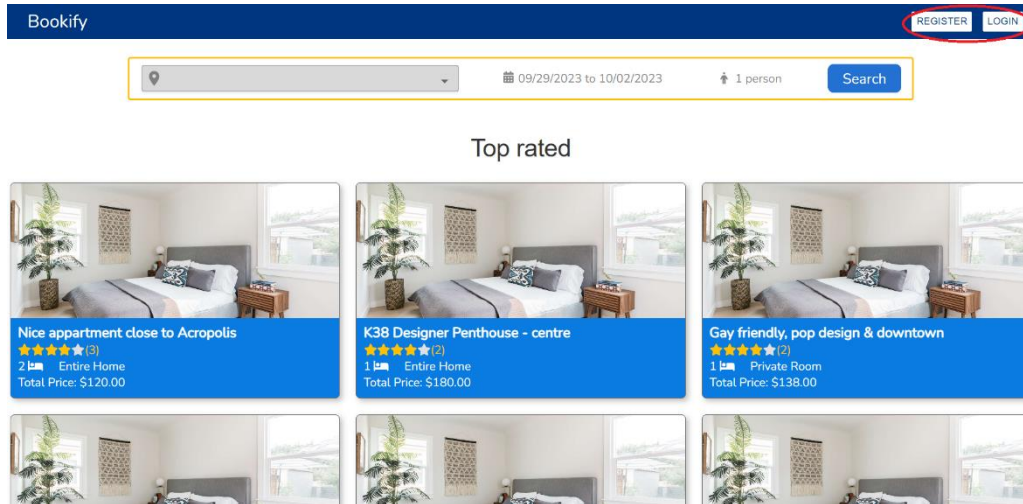 Bookify
REGISTER LOGIN
09/29/2023 to 10/02/2023 1 person Search
Top rated
Nice appartment close to Acropolis
(3)
2 Entire Home
Total Price: $120.00
K38 Designer Penthouse - centre
(2)
1 Entire Home
Total Price: $180.00
Gay friendly, pop design & downtown
(2)
1 Private Room
Total Price: $138.00